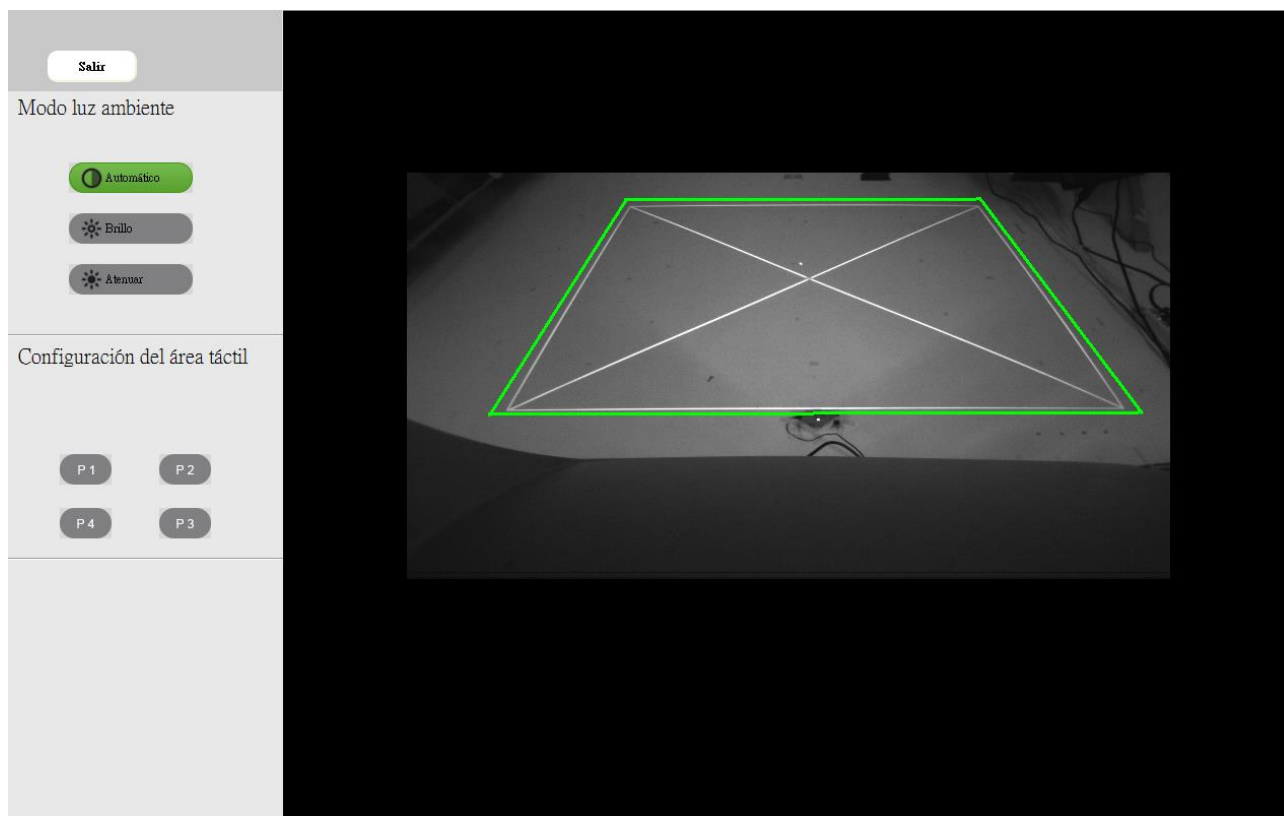 Salir
Modo luz ambiente
Automático
Brillo
Atenuar
Configuración del área táctil
P 1 P 2
P 4 P 3